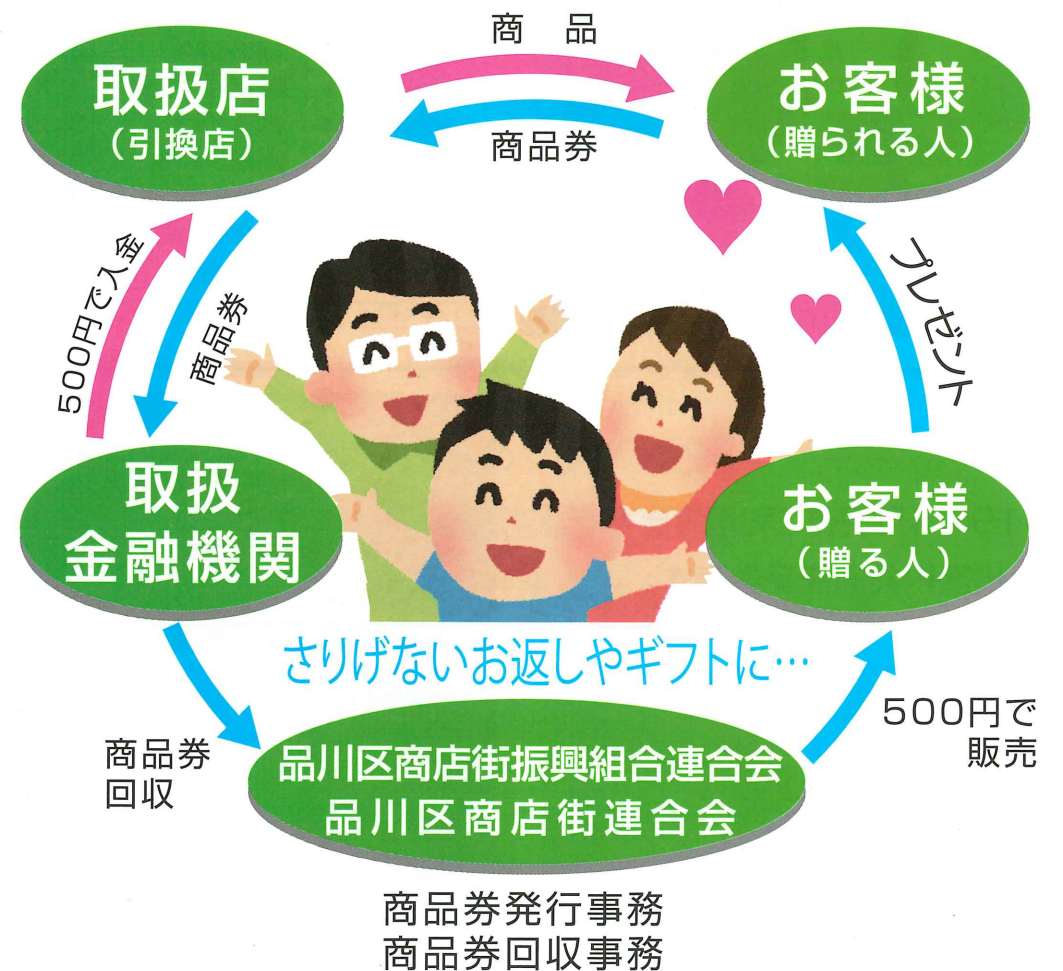 商 品
取扱店
(引換店)
お客様
(贈られる人)
商品券
500円で入金
商品券
プレゼント
取扱
金融機関
お客様
(贈る人)
さりげないお返しやギフトに…
商品券
回収
500円で
販売
品川区商店街振興組合連合会
品川区商店街連合会
商品券発行事務
商品券回収事務